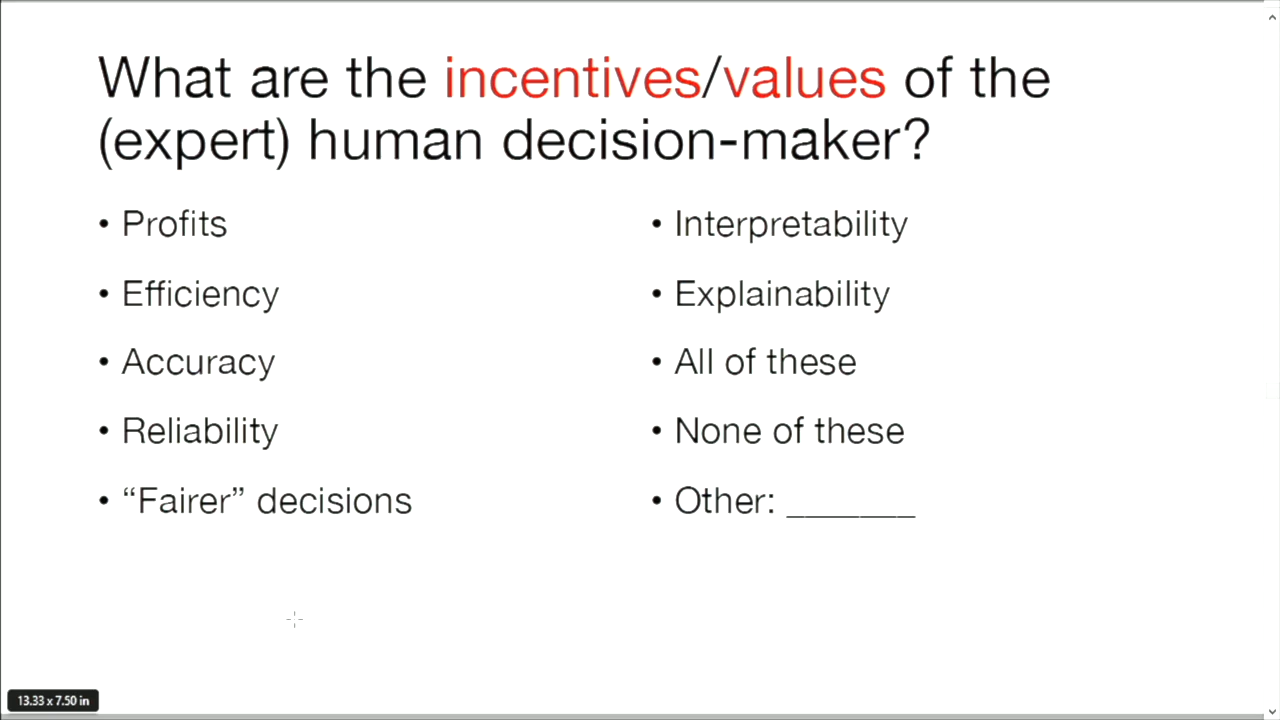 What are the incentives/values of the
(expert) human decision-maker?
• Profits
• Efficiency
• Accuracy
• Reliability
• “Fairer” decisions
• Interpretability
• Explainability
• All of these
• None of these
• Other: _______
13.33 x 7.50 in